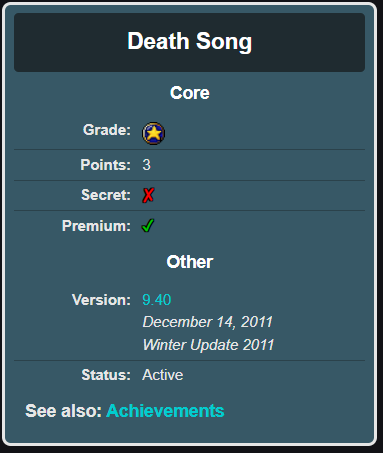 Death Song
Core
Grade:
Points: 3
Secret:
Premium:
Other
Version: 9.40
December 14, 2011
Winter Update 2011
Status: Active
See also: Achievements